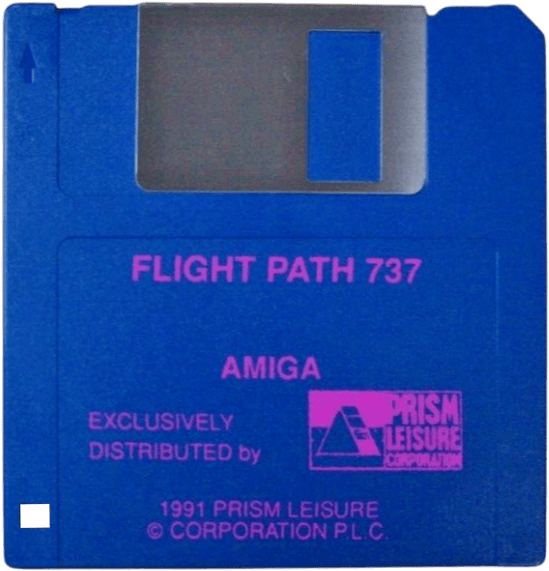 FLIGHT PATH 737
AMIGA
EXCLUSIVELY
DISTRIBUTED by
PRISM
LEISURE
CORPORATION
1991 PRISM LEISURE
© CORPORATION P.L.C.